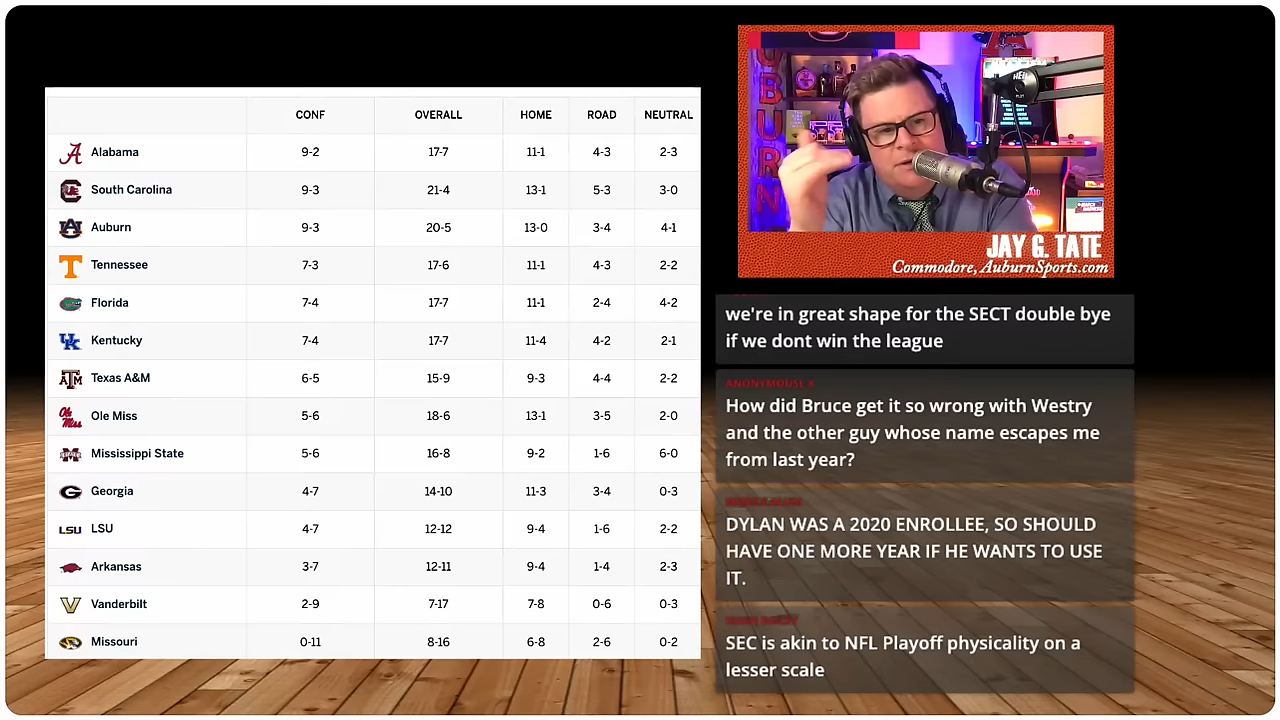 CONF OVERALL HOME ROAD NEUTRAL
Alabama 9-2 17-7 11-1 4-3 2-3
South Carolina 9-3 21-4 13-1 5-3 3-0
Auburn 9-3 20-5 13-0 3-4 4-1
Tennessee 7-3 17-6 11-1 4-3 2-2
Florida 7-4 17-7 11-1 2-4 4-2
Kentucky 7-4 17-7 11-4 4-2 2-1
Texas A&M 6-5 15-9 9-3 4-4 2-2
Ole Miss 5-6 18-6 13-1 3-5 2-0
Mississippi State 5-6 16-8 9-2 1-6 6-0
Georgia 4-7 14-10 11-3 3-4 0-3
LSU LSU 4-7 12-12 9-4 1-6 2-2
Arkansas 3-7 12-11 9-4 1-4 2-3
Vanderbilt 2-9 7-17 7-8 0-6 0-3
Missouri 0-11 8-16 6-8 2-6 0-2
JAY G. TATE
Commodore, AuburnSports.com
we're in great shape for the SECT double bye
if we dont win the league
ANONYMOUSE X
How did Bruce get it so wrong with Westry
and the other guy whose name escapes me
from last year?
DYLAN WAS A 2020 ENROLLEE, SO SHOULD
HAVE ONE MORE YEAR IF HE WANTS TO USE
IT.
SEC is akin to NFL Playoff physicality on a
lesser scale